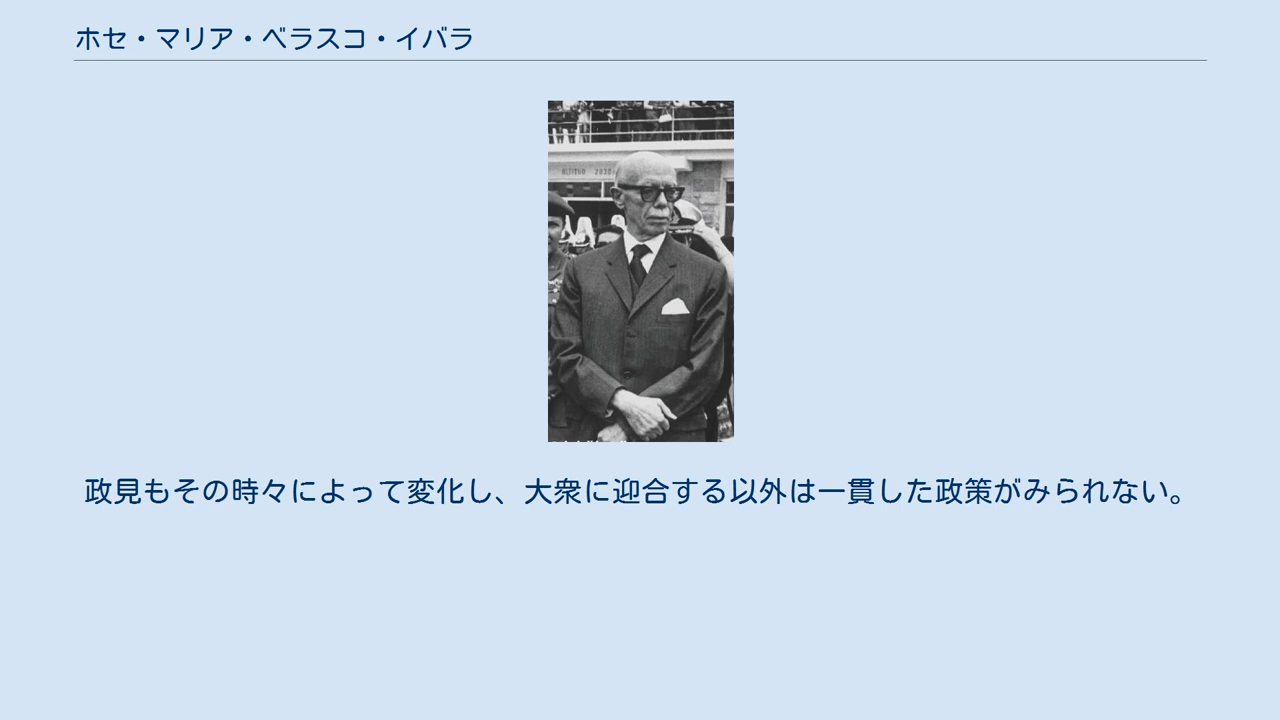 ホセ・マリア・ベラスコ・イバラ
政見もその時々によって変化し、大衆に迎合する以外は一貫した政策がみられない。